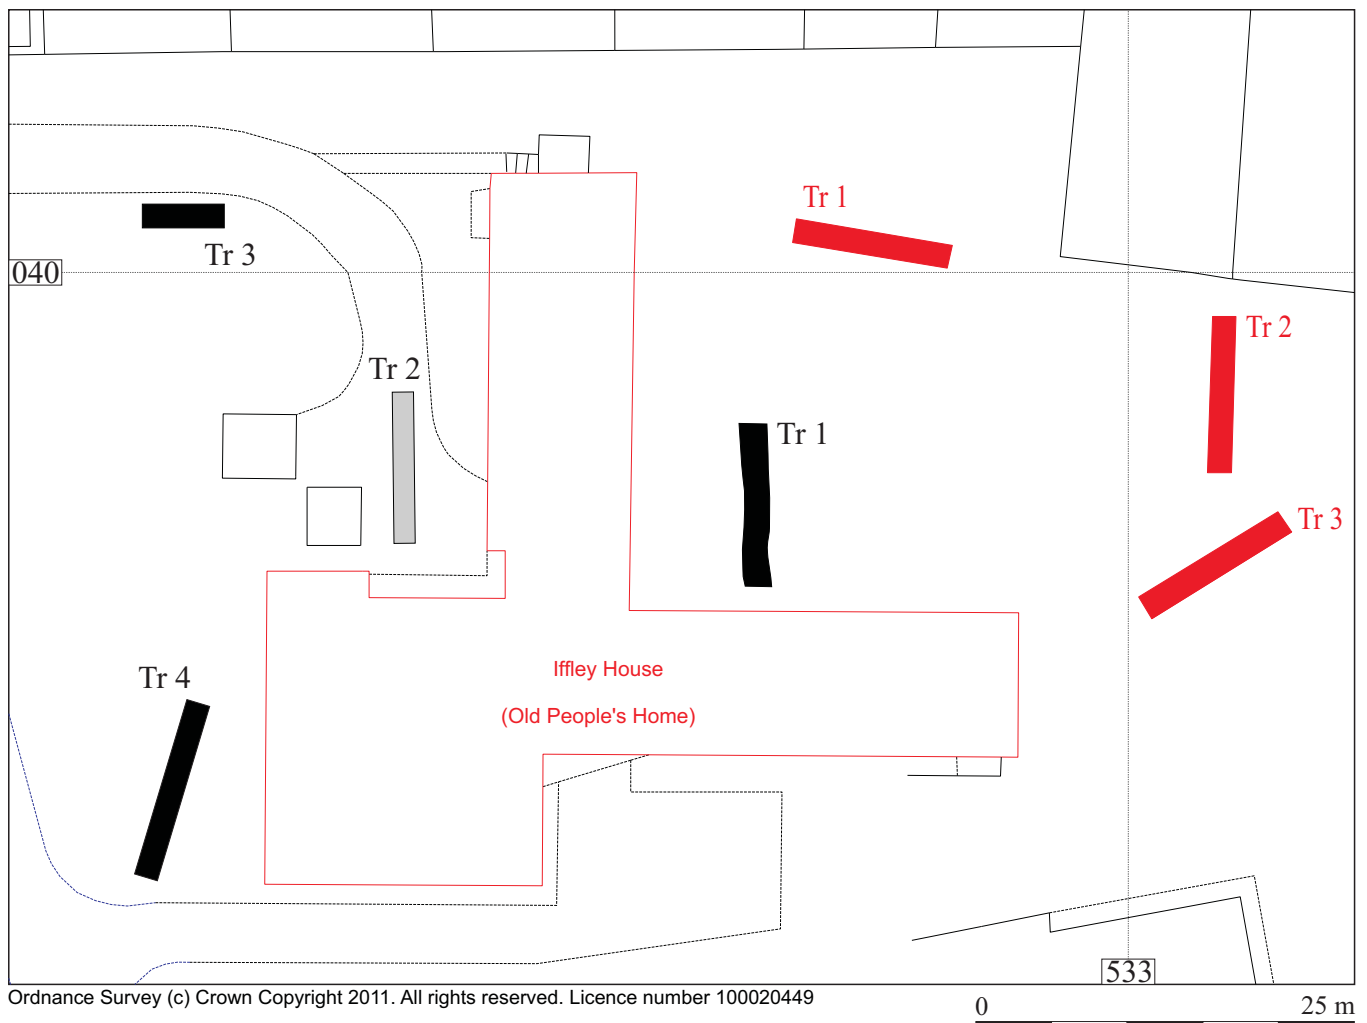 Tr 1
Tr 3
040
Tr 2
Tr 2
Tr 1
Tr 3
Iffley House
Tr 4
(Old People's Home)
533
Ordnance Survey (c) Crown Copyright 2011. All rights reserved. Licence number 100020449
0 25 m